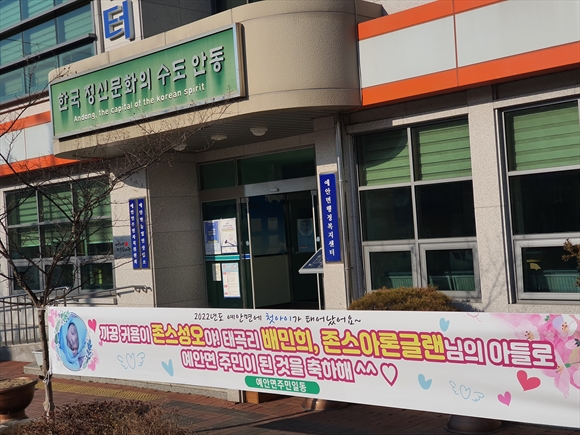 터
한국 정신문화의 수도 안동
Andong, the capital of the korean spirit
예안면행정복지센터
2022년도 예안면에 첫아이가 태어났어요~
까꿍 귀욤이 존스성오야! 태곡리 배민희, 존스아론글랜님의 아들로
예안면 주민이 된 것을 축하해 ^^ ♡
예안면주민일동